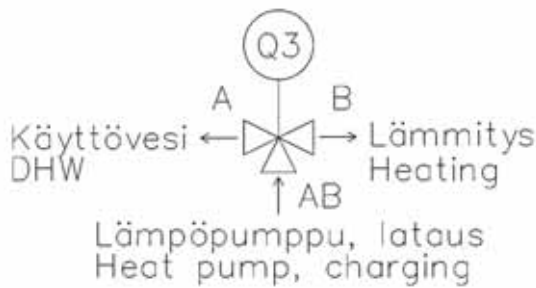 Q3
A B
Käyttövesi
DHW
Lämmitys
Heating
AB
Lämpöpumppu, lataus
Heat pump, charging